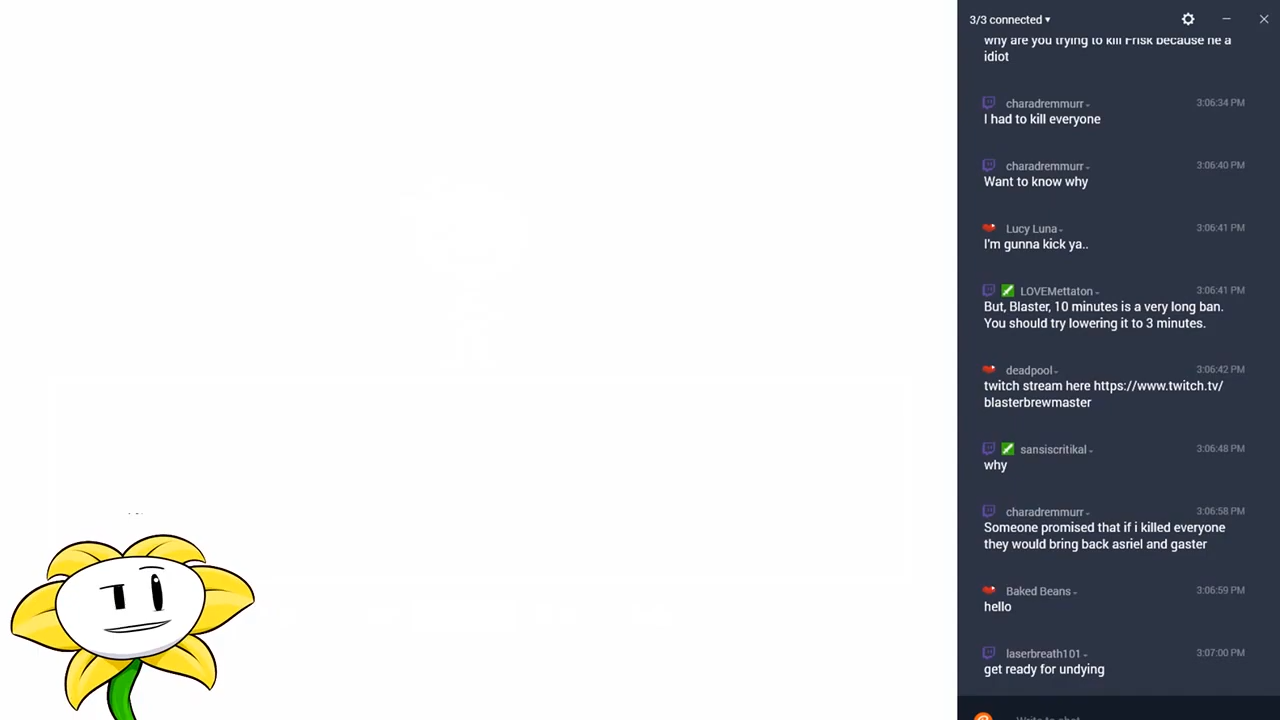 3/3 connected
why are you trying to kill Frisk because he a
idiot
charadremmurr 3:06:34 PM
I had to kill everyone
charadremmurr 3:06:40 PM
Want to know why
Lucy Luna 3:06:41 PM
I'm gunna kick ya..
LOVEMettaton 3:06:41 PM
But, Blaster, 10 minutes is a very long ban.
You should try lowering it to 3 minutes.
deadpool 3:06:42 PM
twitch stream here https://www.twitch.tv/
blasterbrewmaster
sansiscritikal 3:06:48 PM
why
charadremmurr 3:06:58 PM
Someone promised that if i killed everyone
they would bring back asriel and gaster
Baked Beans 3:06:59 PM
hello
laserbreath101 3:07:00 PM
get ready for undying
Write to chat